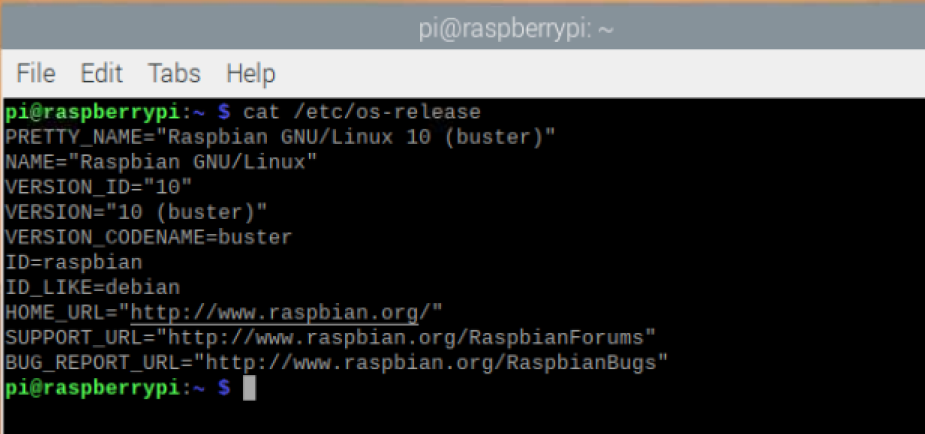 pi@raspberrypi: ~
File Edit Tabs Help
pi@raspberrypi:~ $ cat /etc/os-release
PRETTY_NAME="Raspbian GNU/Linux 10 (buster)"
NAME="Raspbian GNU/Linux"
VERSION_ID="10"
VERSION="10 (buster)"
VERSION_CODENAME=buster
ID=raspbian
ID_LIKE=debian
HOME_URL="http://www.raspbian.org/"
SUPPORT_URL="http://www.raspbian.org/RaspbianForums"
BUG_REPORT_URL="http://www.raspbian.org/RaspbianBugs"
pi@raspberrypi:~ $